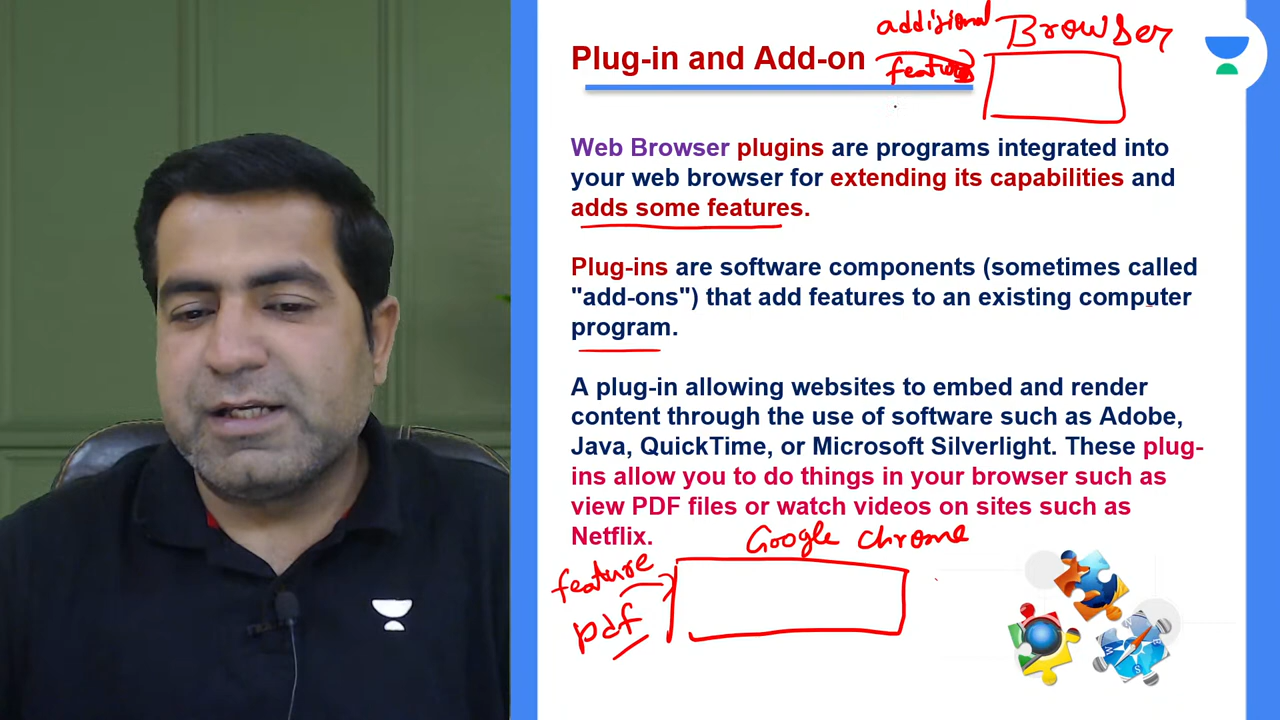 Plug-in and Add-on
addisional
features
Browser
Web Browser plugins are programs integrated into
your web browser for extending its capabilities and
adds some features.
Plug-ins are software components (sometimes called
"add-ons") that add features to an existing computer
program.
A plug-in allowing websites to embed and render
content through the use of software such as Adobe,
Java, QuickTime, or Microsoft Silverlight. These plug-
ins allow you to do things in your browser such as
view PDF files or watch videos on sites such as
Netflix.
Google Chrome
feature
pdf